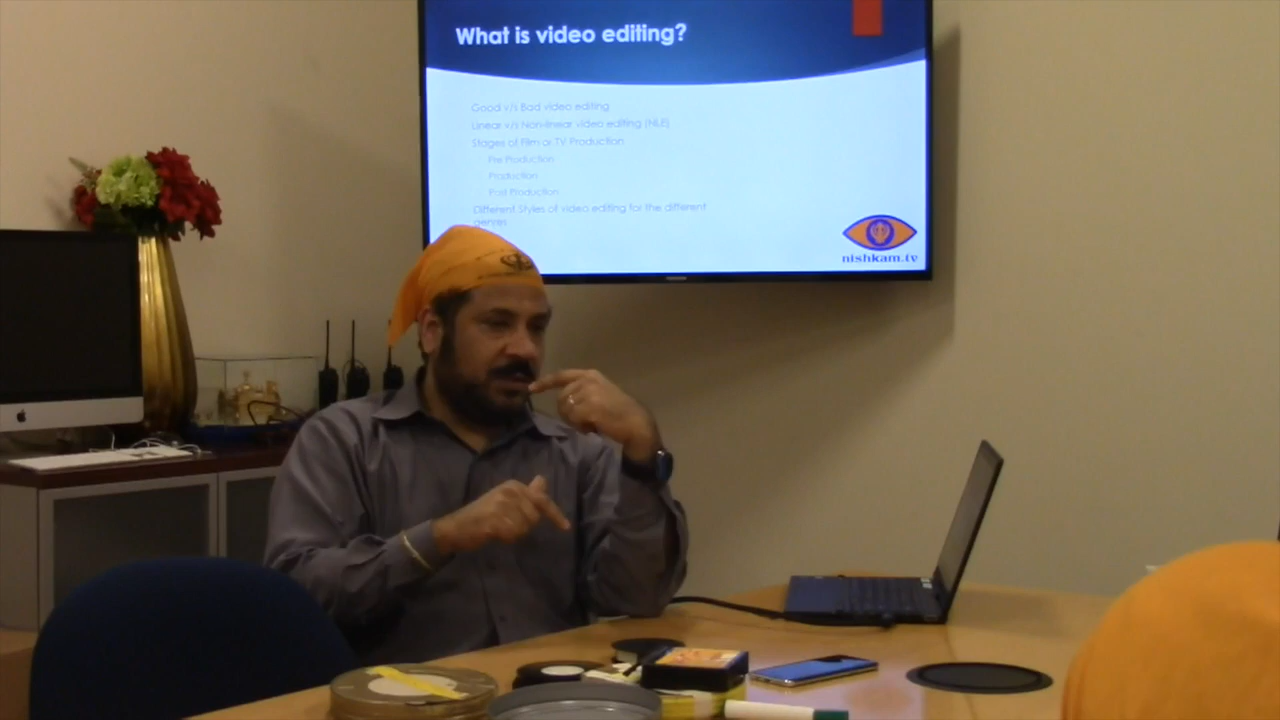 What is video editing?
Good v/s Bad video editing
Linear v/s Non-linear video editing (NLE)
Stages of Film or TV Production
Pre Production
Production
Post Production
Different Styles of video editing for the different
genres
nishkam.tv